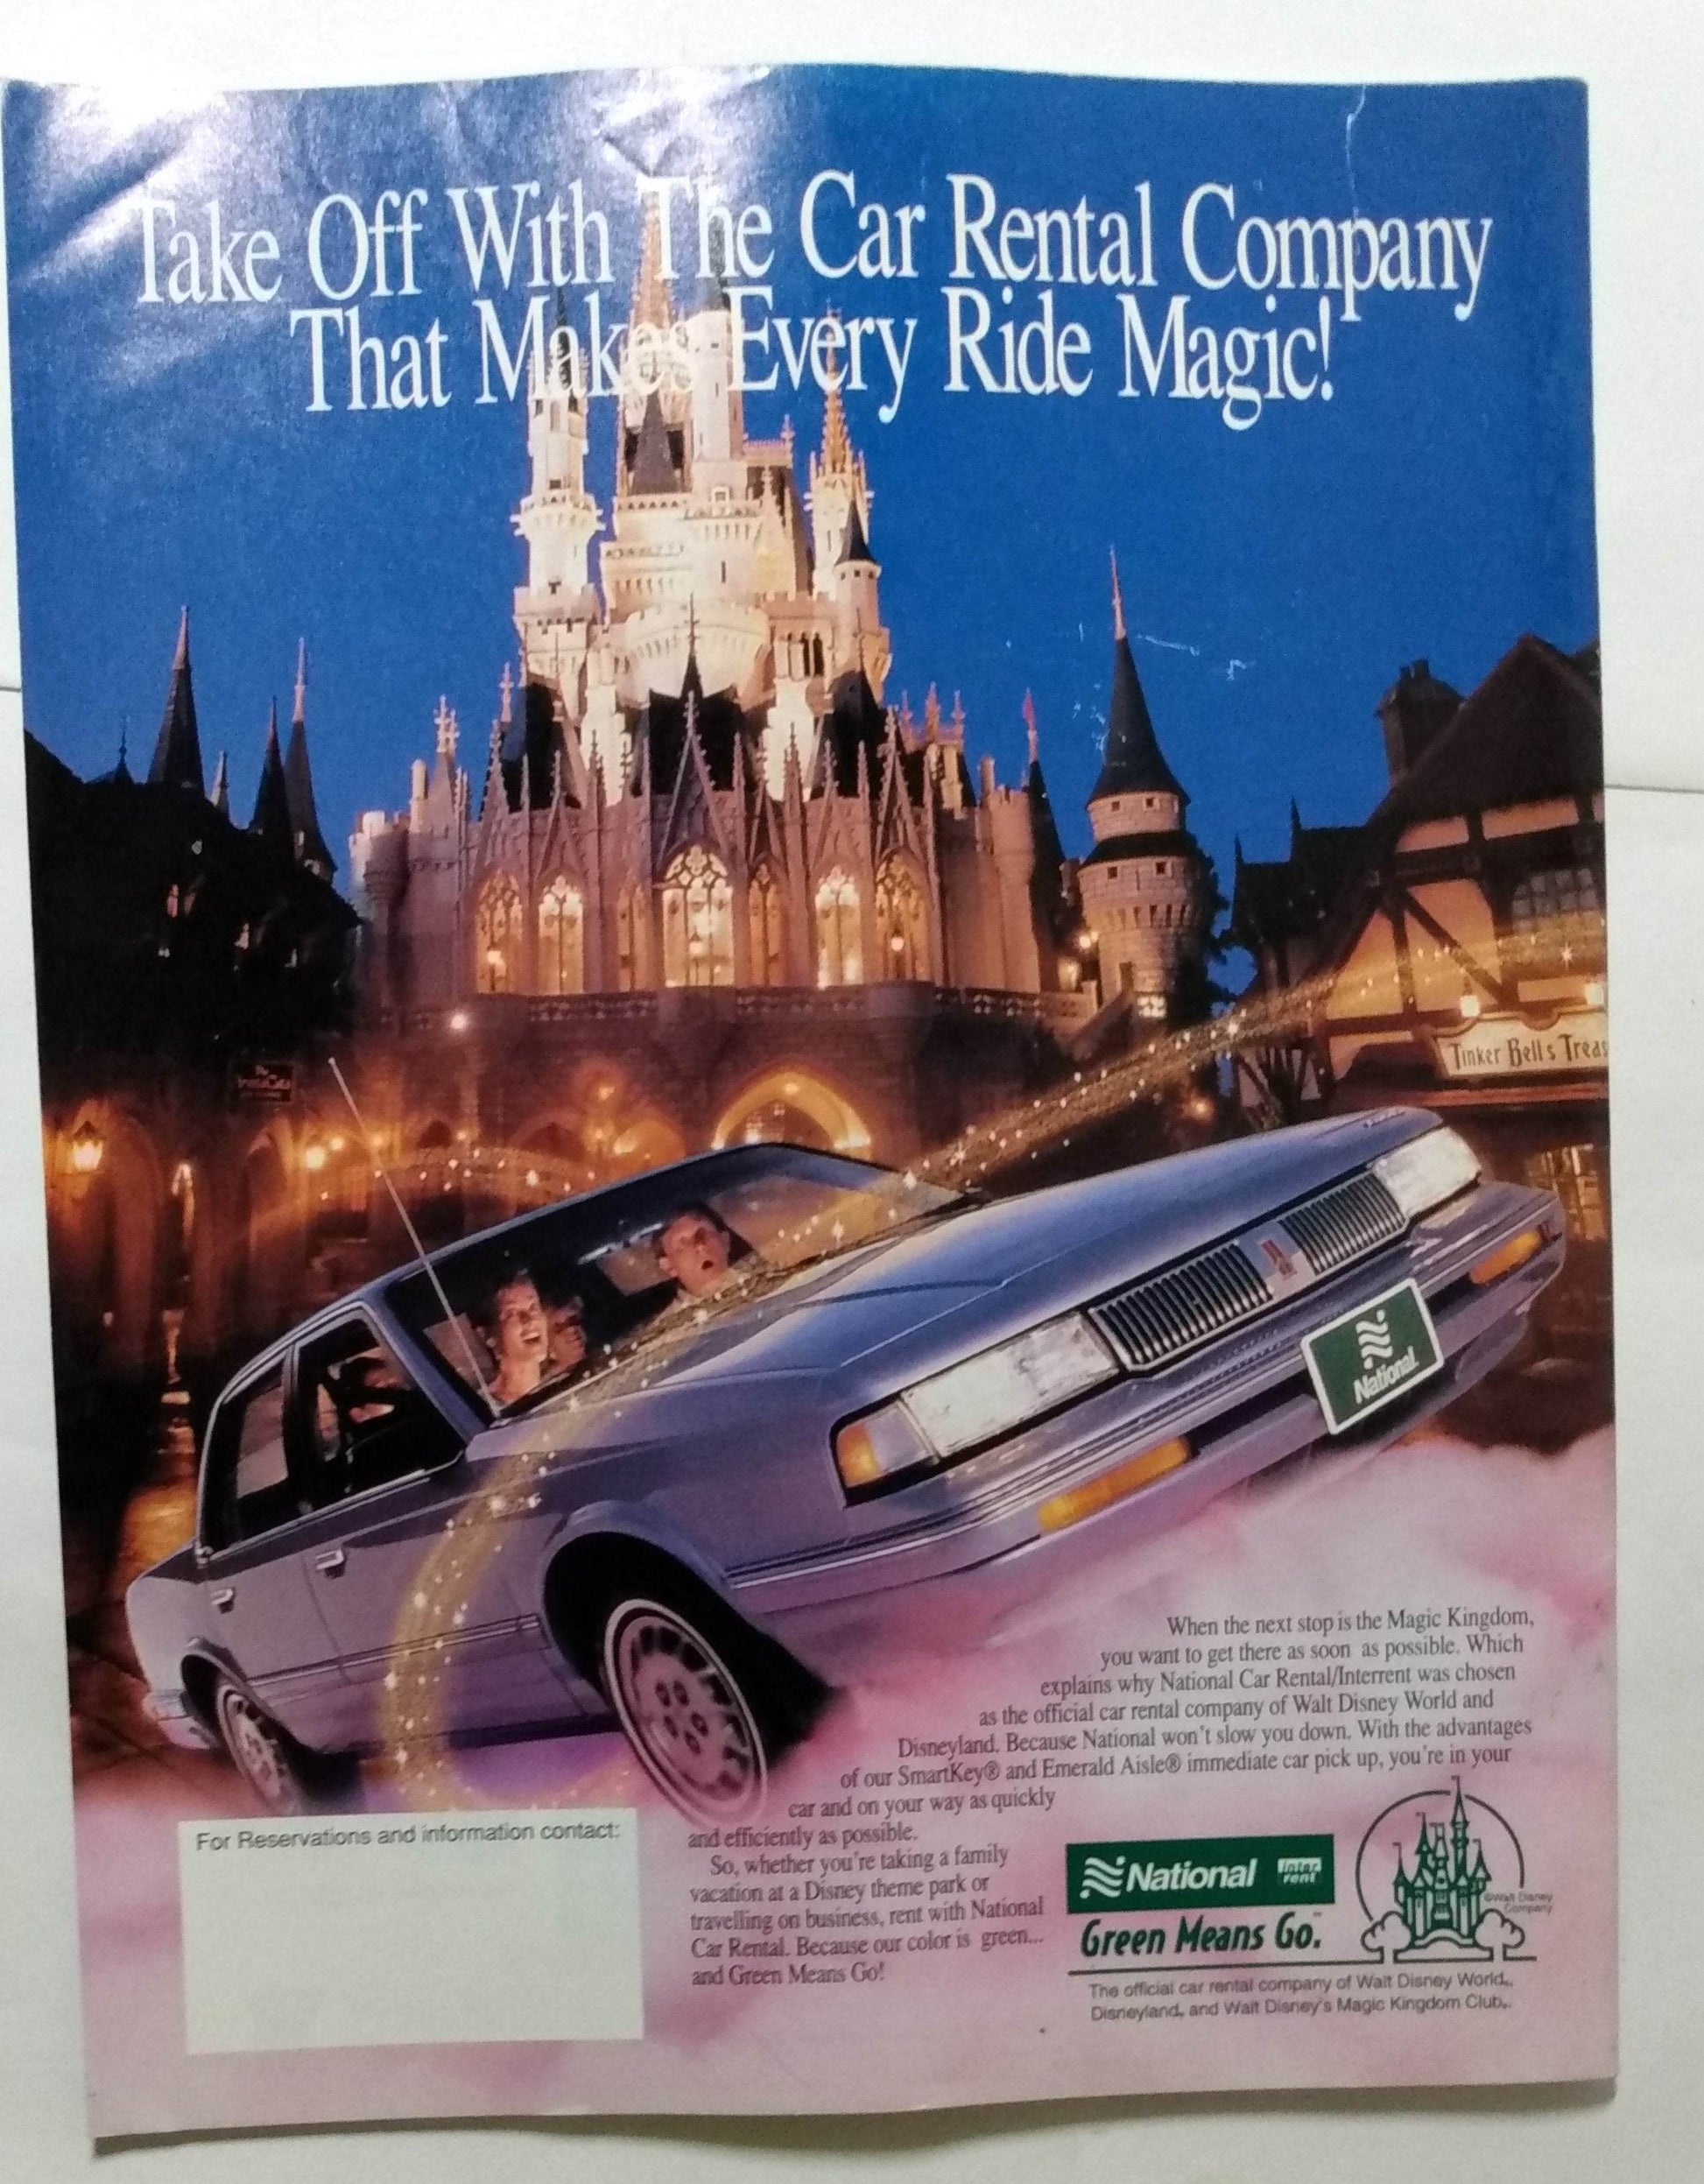 Take Off With The Car Rental Company
That Makes Every Ride Magic!
Tinker Bell's Treas
National
When the next stop is the Magic Kingdom,
you want to get there as soon as possible. Which
explains why National Car Rental/Interrent was chosen
as the official car rental company of Walt Disney World and
Disneyland. Because National won't slow you down. With the advantages
of our SmartKey® and Emerald Aisle® immediate car pick up, you're in your
car and on your way as quickly
and efficiently as possible.
So, whether you're taking a family
vacation at a Disney theme park or
travelling on business, rent with National
Car Rental. Because our color is green...
and Green Means Go!
For Reservations and information contact:
National inter rent
Green Means Go.™
©Walt Disney
Company
The official car rental company of Walt Disney World,
Disneyland, and Walt Disney's Magic Kingdom Club.